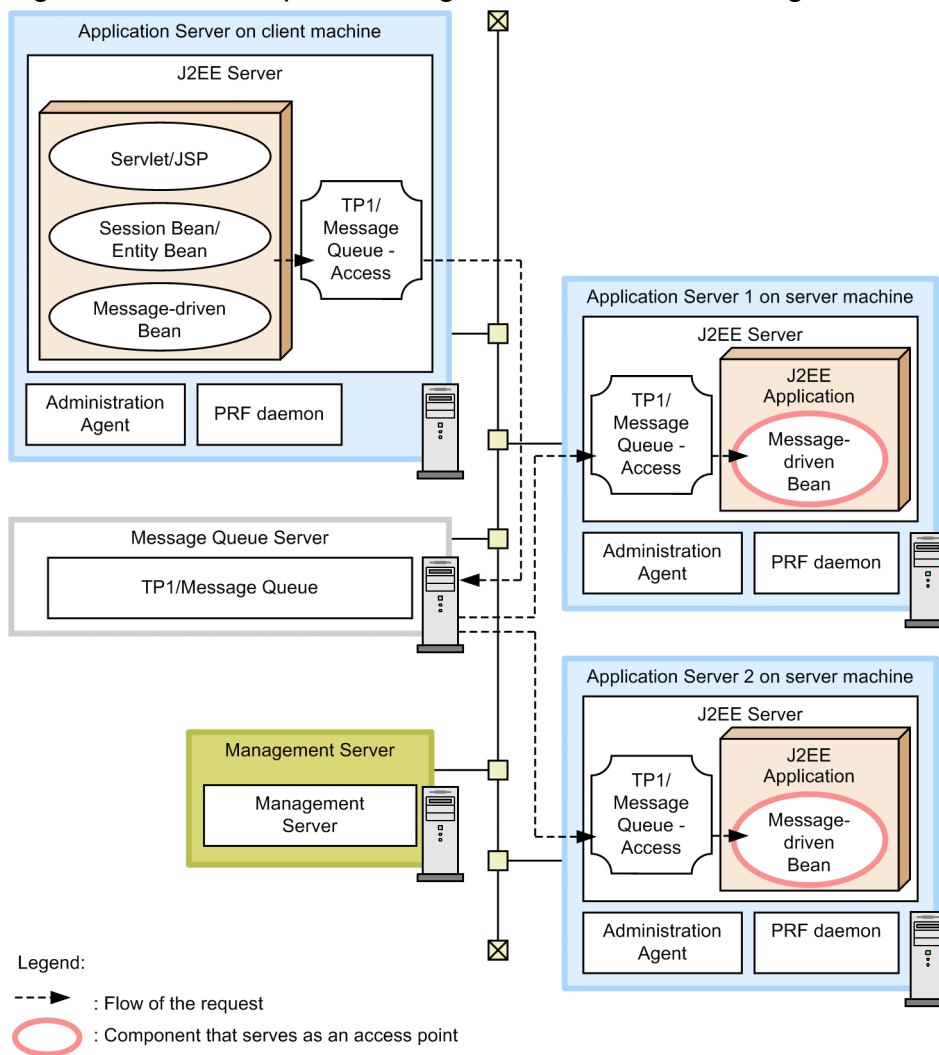 Application Server on client machine
J2EE Server
Servlet/JSP
Session Bean/
Entity Bean
Message-driven
Bean
TP1/
Message
Queue -
Access
Administration
Agent
PRF daemon
Message Queue Server
TP1/Message Queue
Management Server
Management
Server
Application Server 1 on server machine
J2EE Server
TP1/
Message
Queue -
Access
J2EE
Application
Message-
driven
Bean
Administration
Agent
PRF daemon
Application Server 2 on server machine
J2EE Server
TP1/
Message
Queue -
Access
J2EE
Application
Message-
driven
Bean
Administration
Agent
PRF daemon
Legend:
: Flow of the request
: Component that serves as an access point